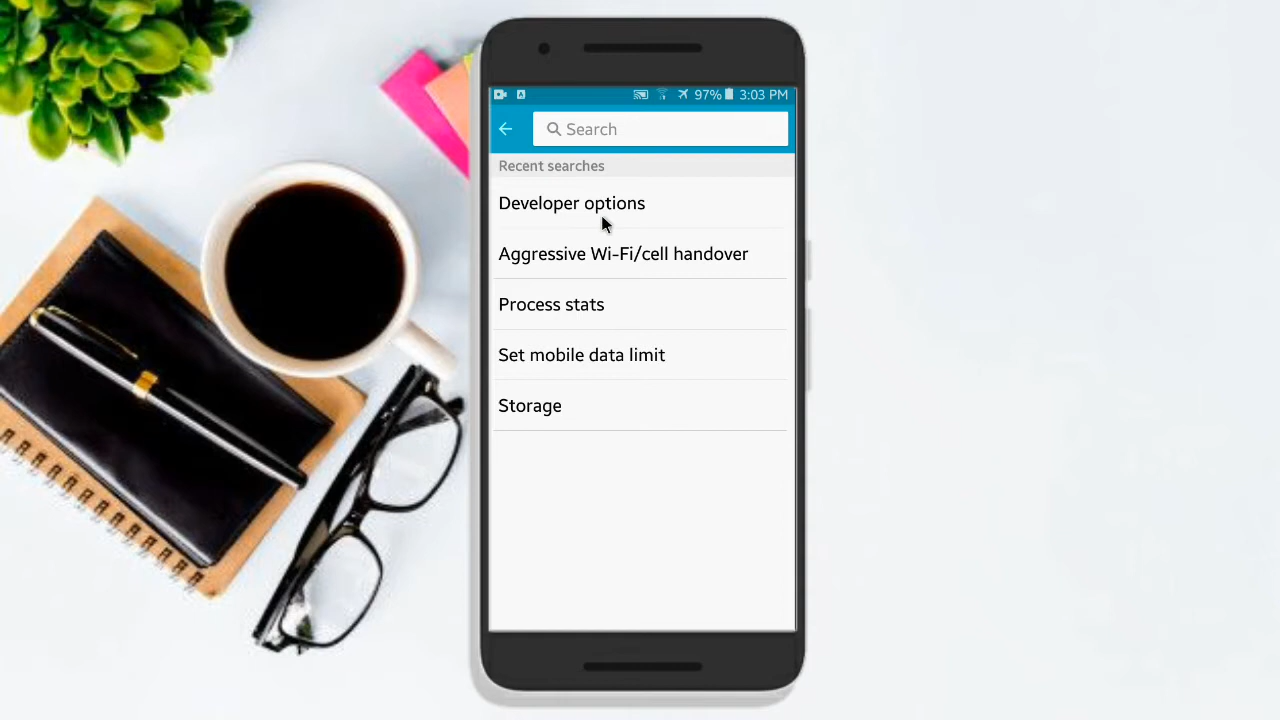 97% 3:03 PM
Search
Recent searches
Developer options
Aggressive Wi-Fi/cell handover
Process stats
Set mobile data limit
Storage